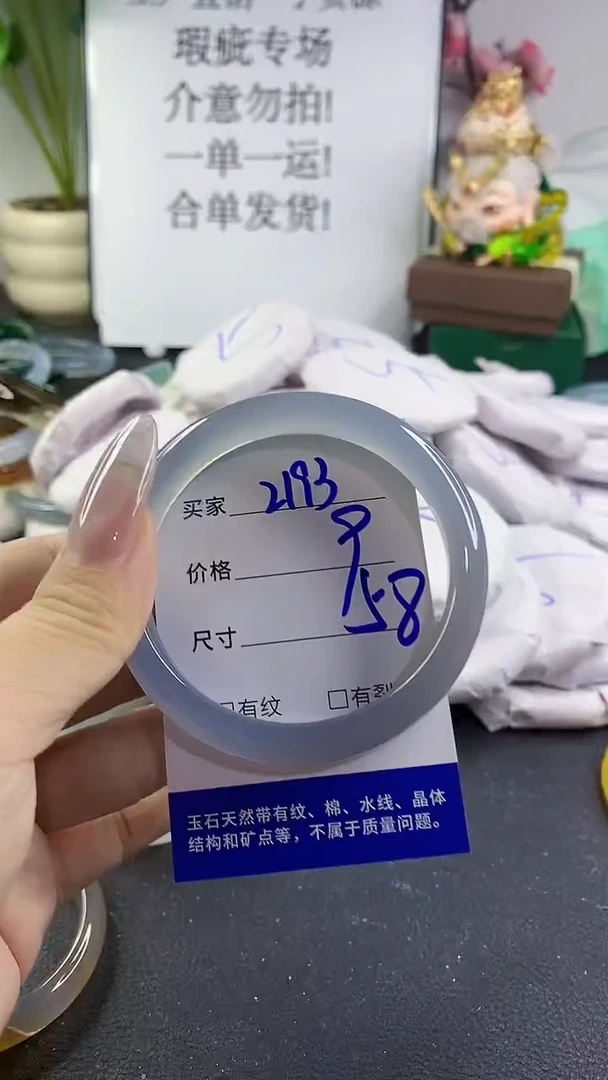 瑕疵专场
介意勿拍!
一单一运!
合单发货!
买家 2193
价格 9
尺寸 58
有纹 □有裂
玉石天然带有纹、棉、水线、晶体
结构和矿点等，不属于质量问题。